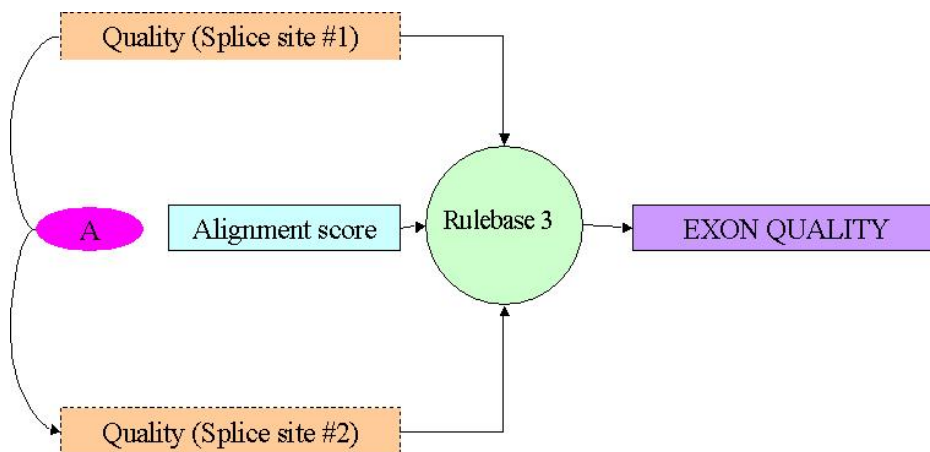 Quality (Splice site #1)
A
Alignment score
Rulebase 3
EXON QUALITY
Quality (Splice site #2)